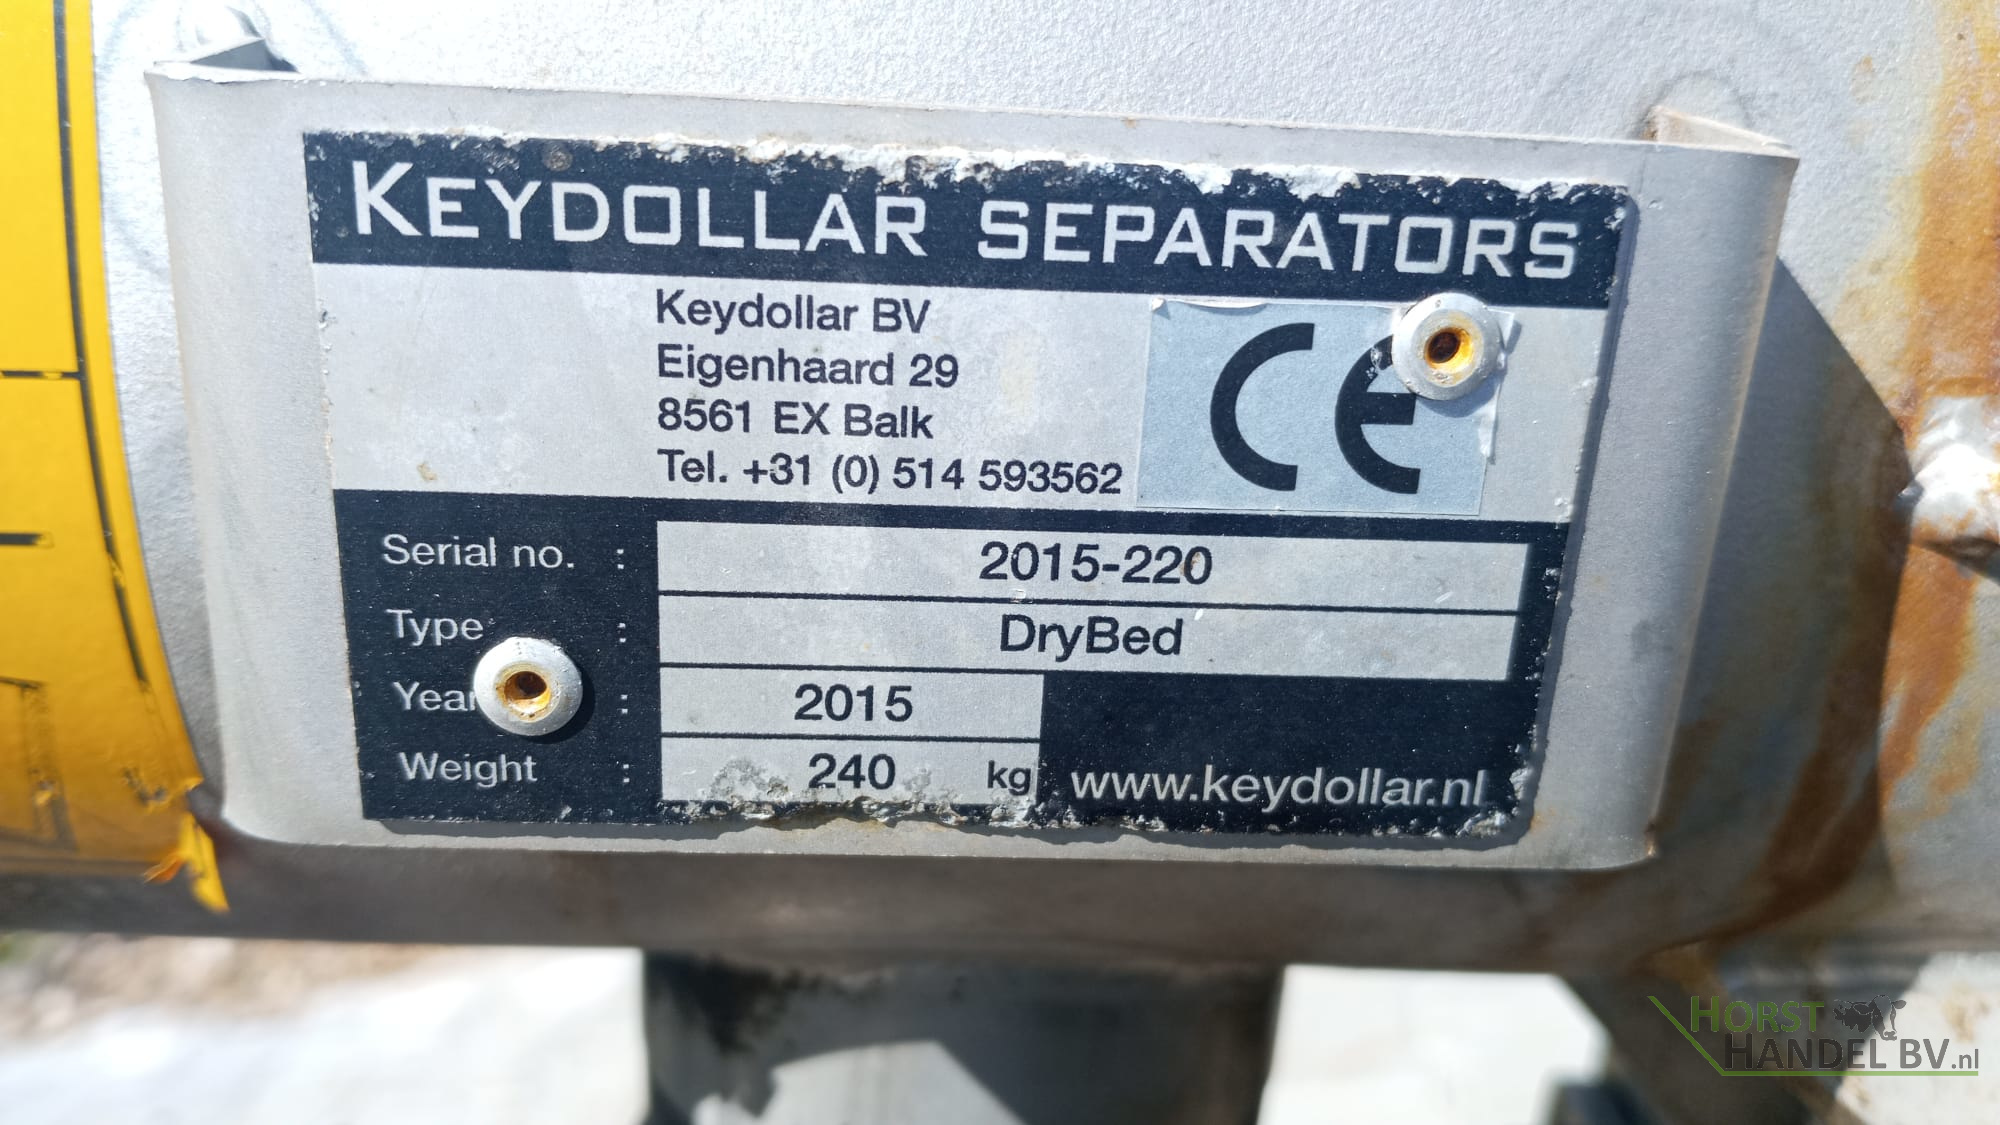 KEYDOLLAR SEPARATORS
Keydollar BV
Eigenhaard 29
8561 EX Balk
Tel. +31 (0) 514 593562
CE
Serial no. : 2015-220
Type : DryBed
Year : 2015
Weight : 240 kg
www.keydollar.nl
HORST
HANDEL BV.nl